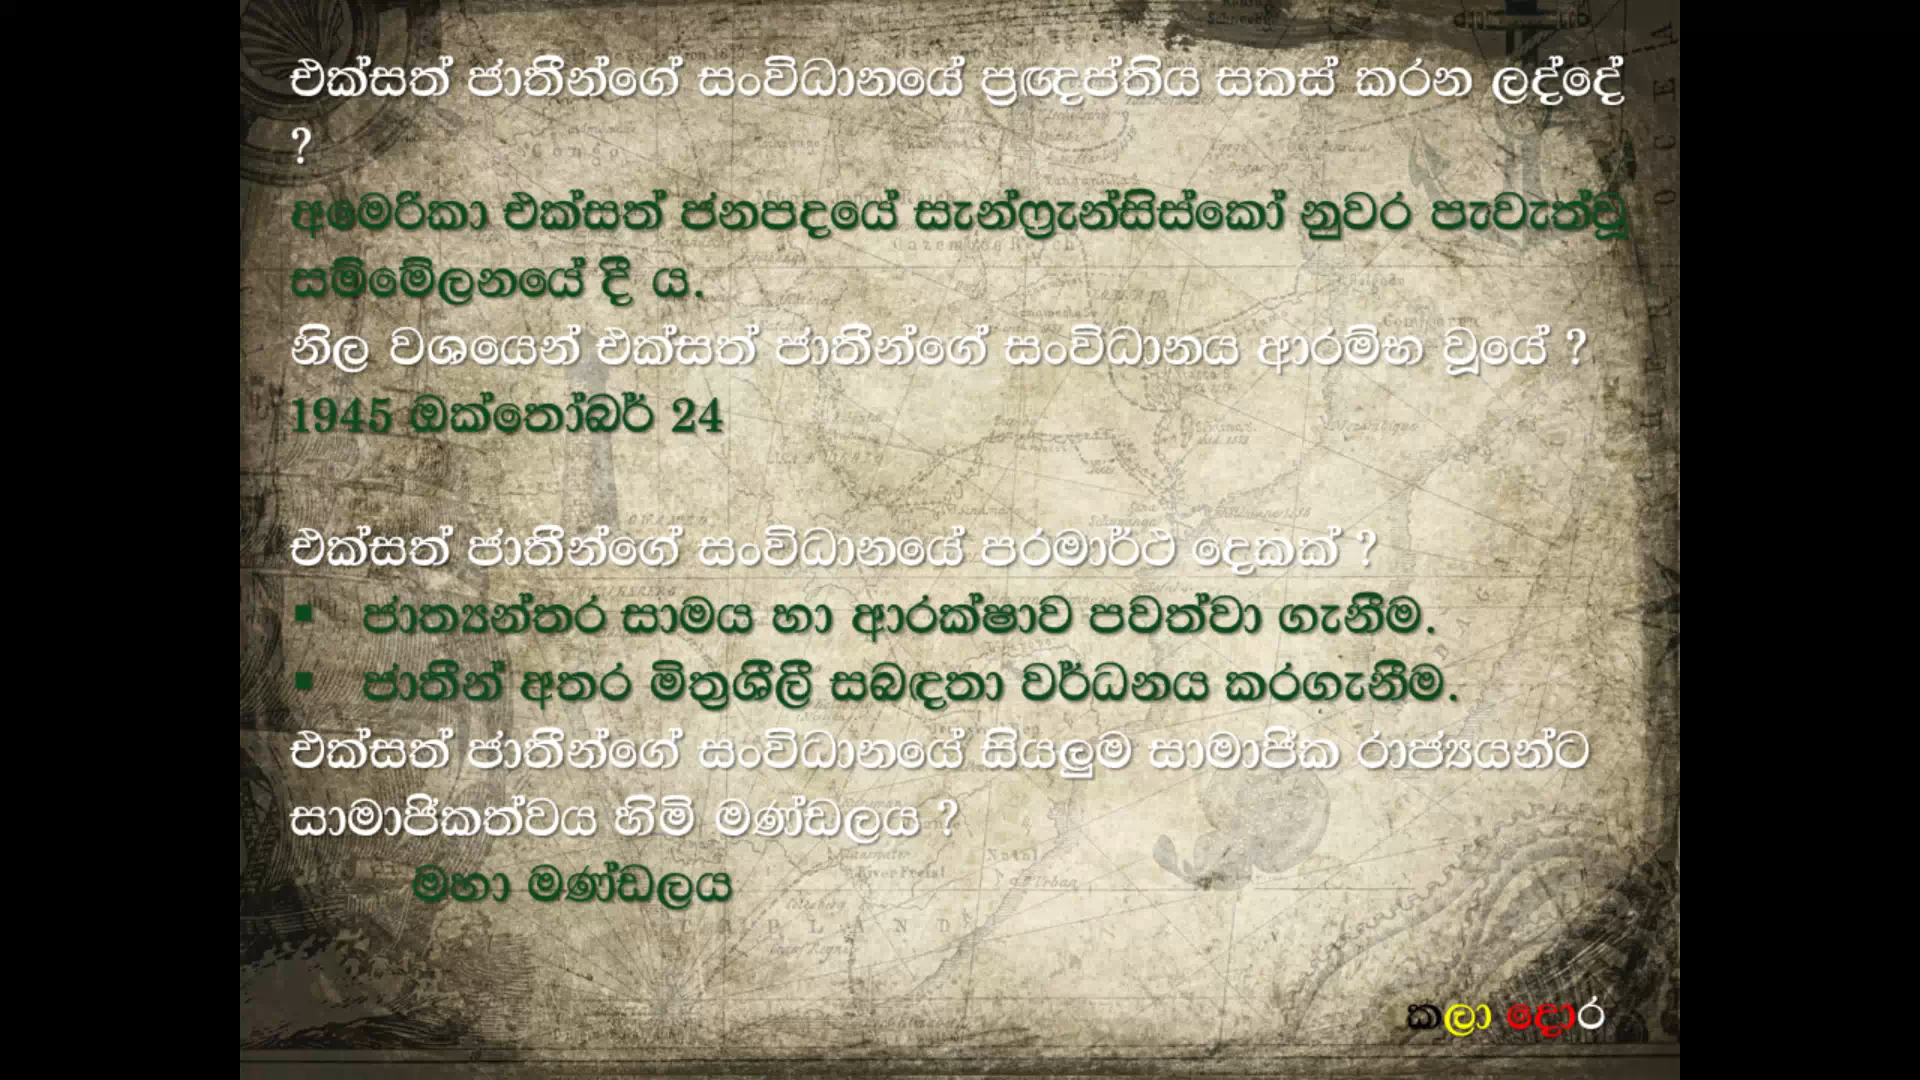 එක්සත් ජාතීන්ගේ සංවිධානයේ ප්‍රඥප්තිය සකස් කරන ලද්දේ
?
අමෙරිකා එක්සත් ජනපදයේ සැන්ෆ්‍රැන්සිස්කෝ නුවර පැවැත්වූ
සම්මේලනයේ දී ය.
නිල වශයෙන් එක්සත් ජාතීන්ගේ සංවිධානය ආරම්භ වූයේ ?
1945 ඔක්තෝබර් 24
එක්සත් ජාතීන්ගේ සංවිධානයේ පරමාර්ථ දෙකක් ?
▪ ජාත්‍යන්තර සාමය හා ආරක්ෂාව පවත්වා ගැනීම.
▪ ජාතීන් අතර මිත්‍රශීලී සබඳතා වර්ධනය කරගැනීම.
එක්සත් ජාතීන්ගේ සංවිධානයේ සියලුම සාමාජික රාජ්‍යයන්ට
සාමාජිකත්වය හිමි මණ්ඩලය ?
මහා මණ්ඩලය
කලා දොර